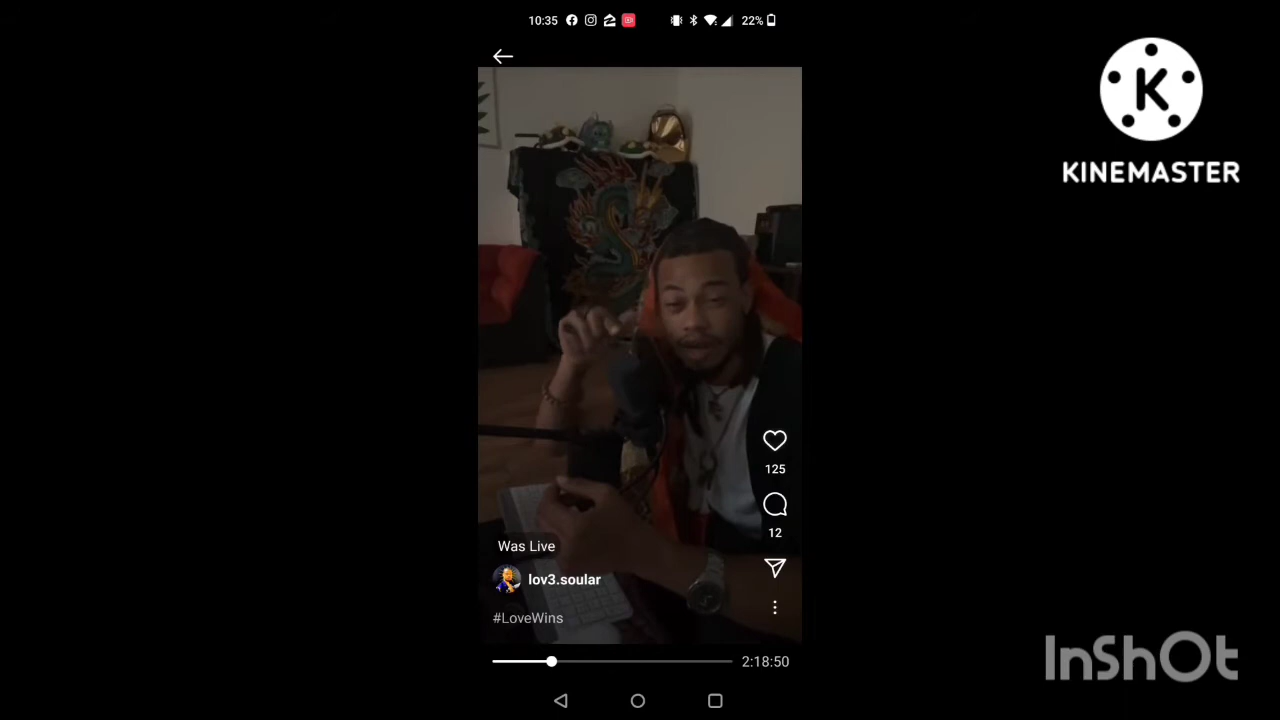 10:35
22%
K
KINEMASTER
125
12
Was Live
lov3.soular
#LoveWins
2:18:50
InShOt